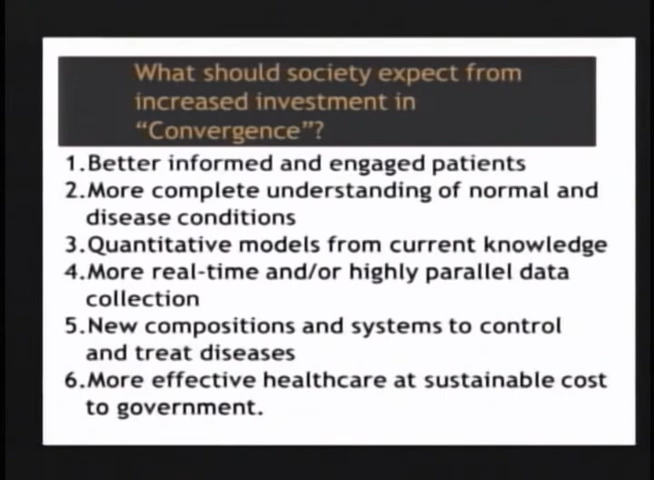 What should society expect from
increased investment in
“Convergence”?
1.Better informed and engaged patients
2.More complete understanding of normal and
disease conditions
3.Quantitative models from current knowledge
4.More real-time and/or highly parallel data
collection
5.New compositions and systems to control
and treat diseases
6.More effective healthcare at sustainable cost
to government.